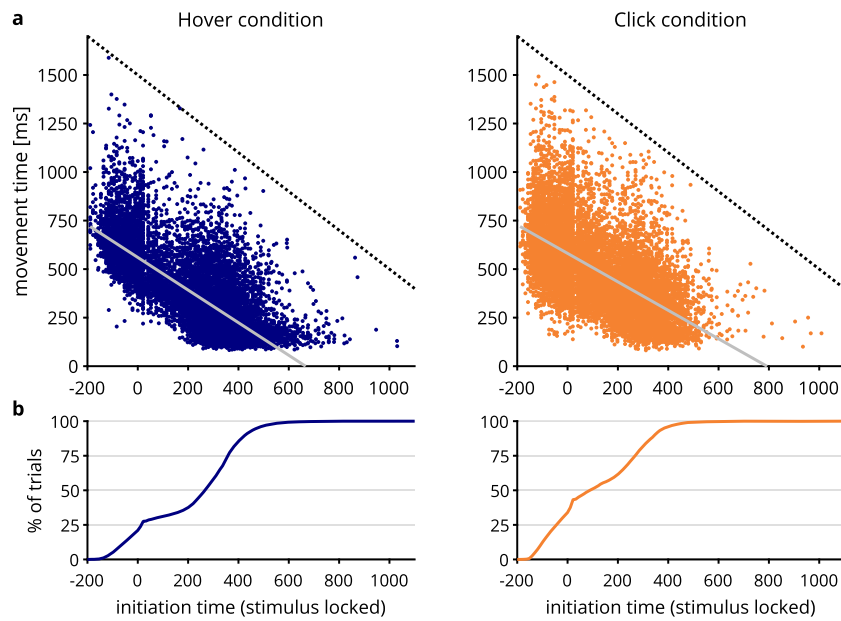 a
Hover condition
Click condition
movement time [ms]
1500
1250
1000
750
500
250
0
-200 0 200 400 600 800 1000
1500
1250
1000
750
500
250
0
-200 0 200 400 600 800 1000
b
% of trials
100
75
50
25
0
-200 0 200 400 600 800 1000
initiation time (stimulus locked)
100
75
50
25
0
-200 0 200 400 600 800 1000
initiation time (stimulus locked)